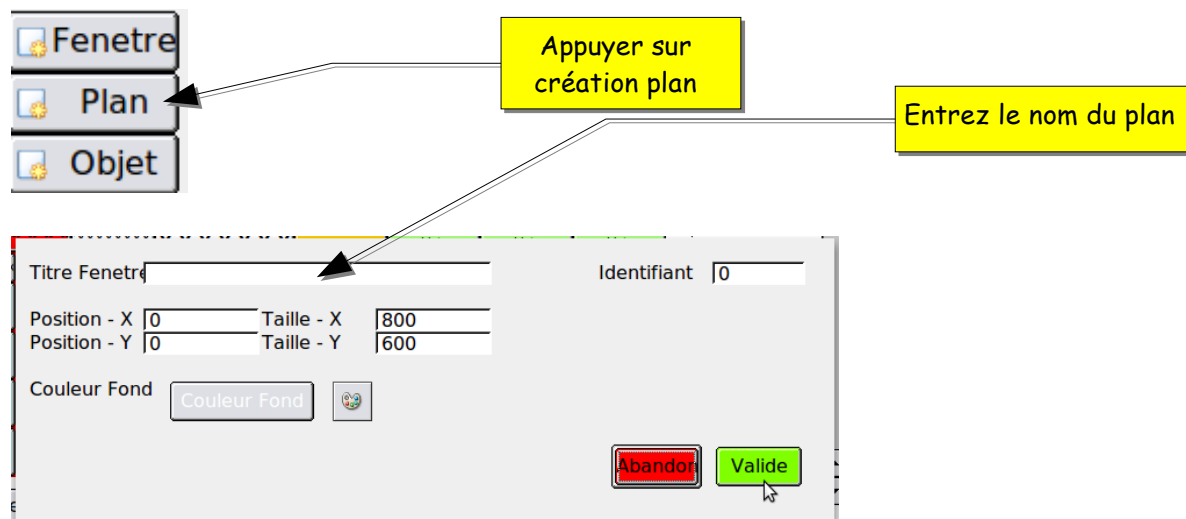 Fenetre
Plan
Objet
Appuyer sur
création plan
Entrez le nom du plan
Titre Fenetre
Identifiant 0
Position - X 0 Taille - X 800
Position - Y 0 Taille - Y 600
Couleur Fond Couleur Fond
Abandon Valide